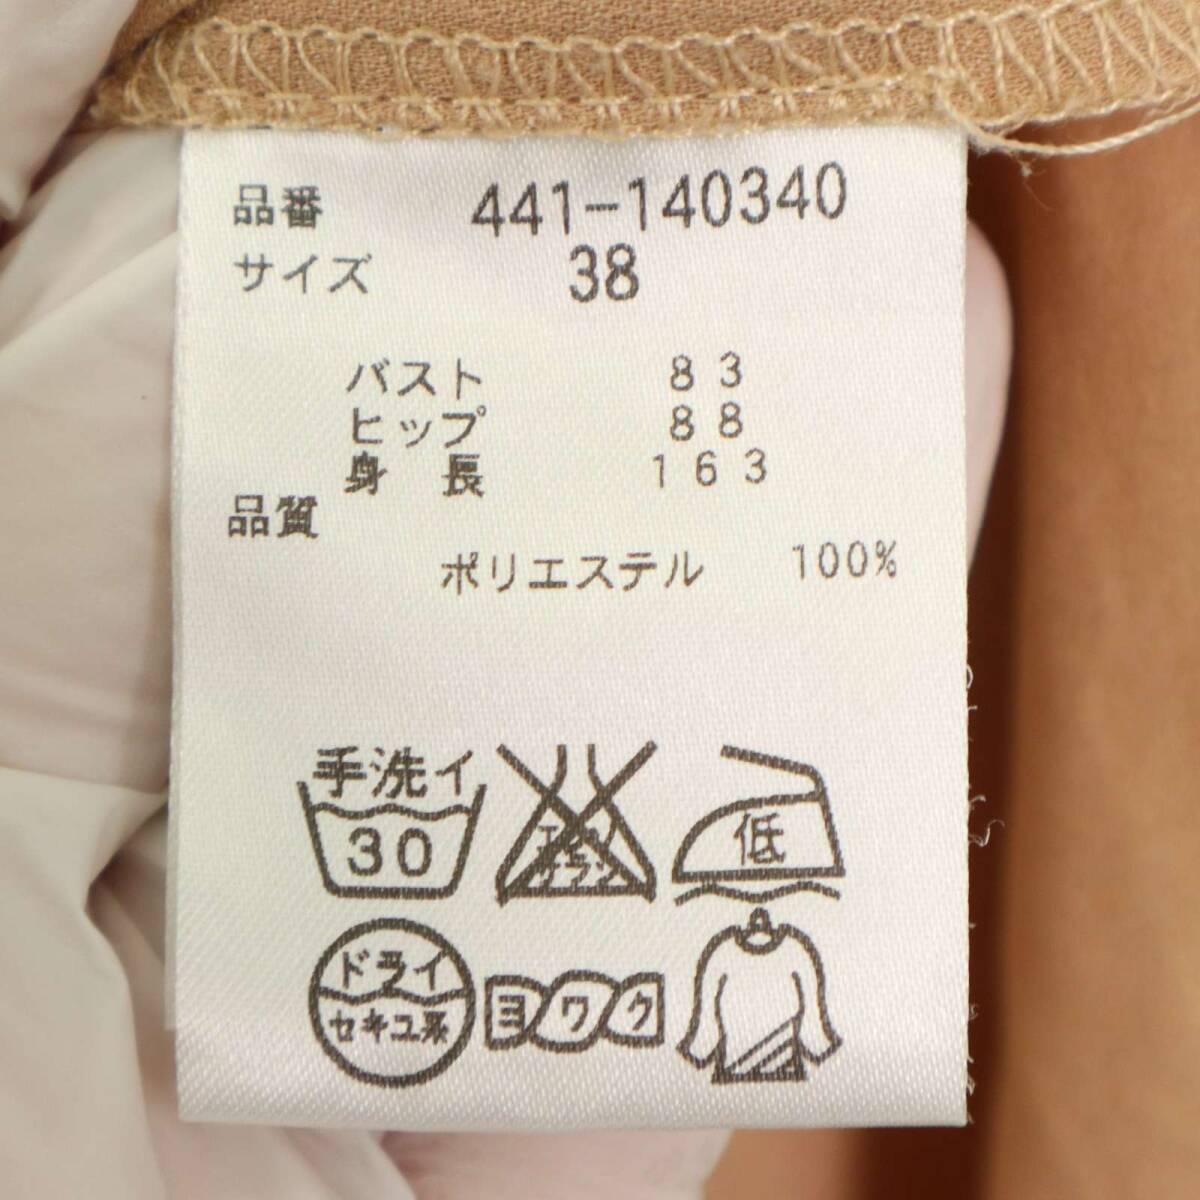 品番 441-140340
サイズ 38
バスト 83
ヒップ 88
身長 163
品質
ポリエステル 100%
手洗イ
30
低
ドライ
セキユ系
ヨワク